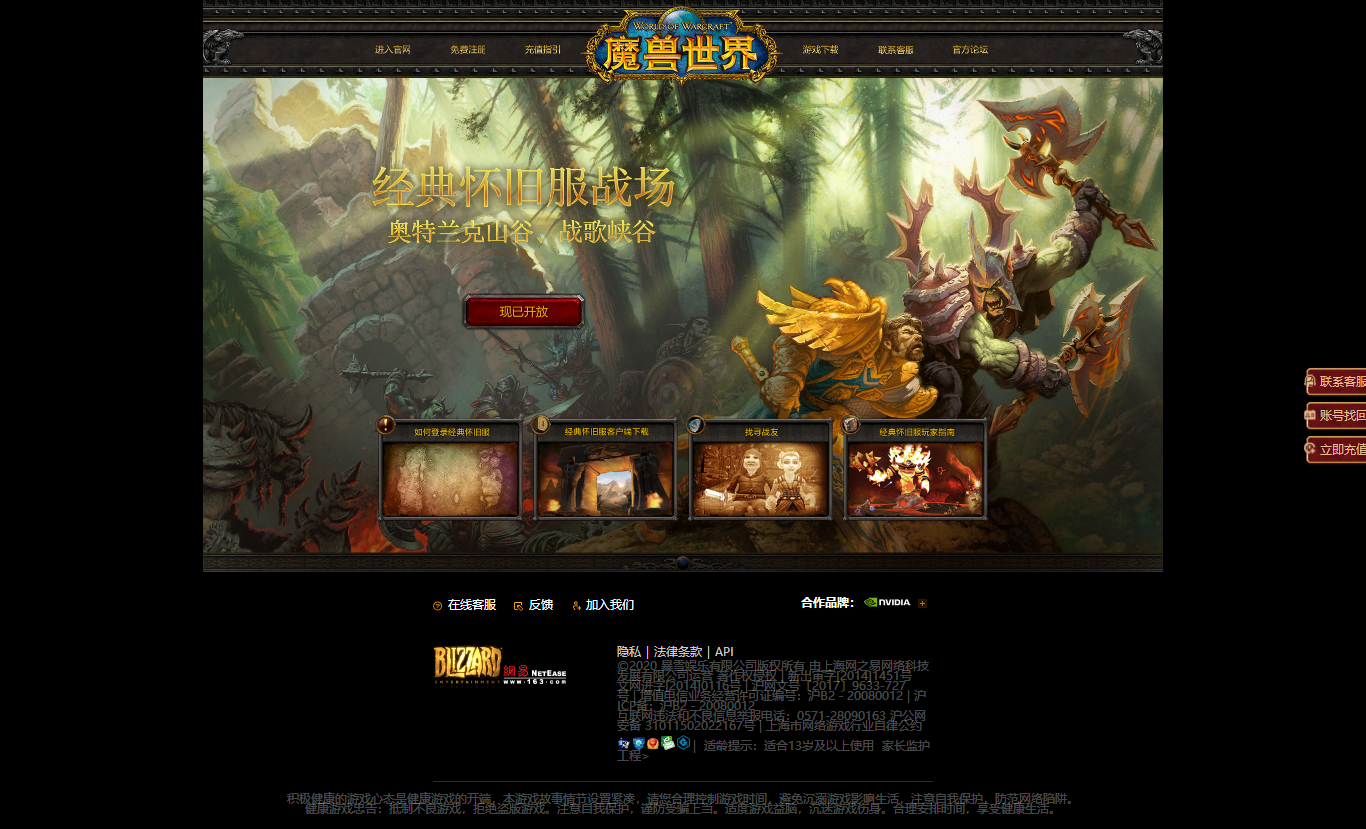 进入官网
免费注册
充值指引
WORLD OF WARCRAFT
魔兽世界
游戏下载
联系客服
官方论坛
经典怀旧服战场
奥特兰克山谷、战歌峡谷
现已开放
联系客服
账号找回
立即充值
如何登录经典怀旧服
经典怀旧服客户端下载
找寻战友
经典怀旧服玩家指南
在线客服
反馈
加入我们
合作品牌：
NVIDIA
BLIZZARD
ENTERTAINMENT
網易 NETEASE
www.163.com
隐私 | 法律条款 | API
©2020 暴雪娱乐有限公司版权所有 由上海网之易网络科技
发展有限公司运营 著作权授权 | 新出审字[2014]1451号
文网进字[2014]0116号 | 沪网文号【2017】9633-727
号 | 增值电信业务经营许可证编号：沪B2 - 20080012 | 沪
ICP备：沪B2 - 20080012
互联网违法和不良信息举报电话：0571-28090163 沪公网
安备 31011502022167号 | 上海市网络游戏行业自律公约
| 适龄提示：适合13岁及以上使用 家长监护
工程>
积极健康的游戏心态是健康游戏的开端，本游戏故事情节设置紧凑，请您合理控制游戏时间，避免沉溺游戏影响生活，注意自我保护，防范网络陷阱。
健康游戏忠告：抵制不良游戏，拒绝盗版游戏。注意自我保护，谨防受骗上当。适度游戏益脑，沉迷游戏伤身。合理安排时间，享受健康生活。